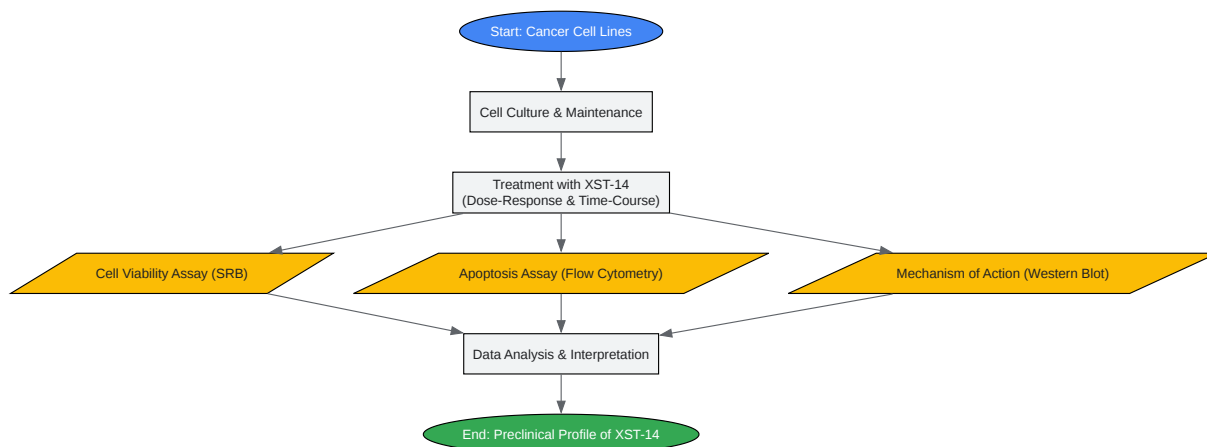 Start: Cancer Cell Lines
Cell Culture & Maintenance
Treatment with XST-14
(Dose-Response & Time-Course)
Cell Viability Assay (SRB)
Apoptosis Assay (Flow Cytometry)
Mechanism of Action (Western Blot)
Data Analysis & Interpretation
End: Preclinical Profile of XST-14